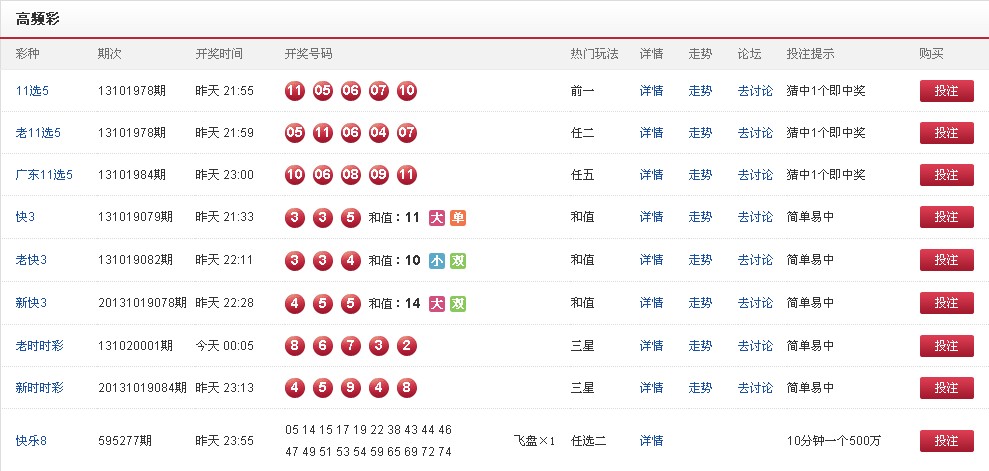 高频彩
彩种 期次 开奖时间 开奖号码 热门玩法 详情 走势 论坛 投注提示 购买
11选5 13101978期 昨天 21:55 11 05 06 07 10 前一 详情 走势 去讨论 猜中1个即中奖 投注
老11选5 13101978期 昨天 21:59 05 11 06 04 07 任二 详情 走势 去讨论 猜中1个即中奖 投注
广东11选5 13101984期 昨天 23:00 10 06 08 09 11 任五 详情 走势 去讨论 猜中1个即中奖 投注
快3 131019079期 昨天 21:33 3 3 5 和值：11 大 单 和值 详情 走势 去讨论 简单易中 投注
老快3 131019082期 昨天 22:11 3 3 4 和值：10 小 双 和值 详情 走势 去讨论 简单易中 投注
新快3 20131019078期 昨天 22:28 4 5 5 和值：14 大 双 和值 详情 走势 去讨论 简单易中 投注
老时时彩 131020001期 今天 00:05 8 6 7 3 2 三星 详情 走势 去讨论 简单易中 投注
新时时彩 20131019084期 昨天 23:13 4 5 9 4 8 三星 详情 走势 去讨论 简单易中 投注
05 14 15 17 19 22 38 43 44 46
快乐8 595277期 昨天 23:55 飞盘×1 任选二 详情 10分钟一个500万 投注
47 49 51 53 54 59 65 69 72 74